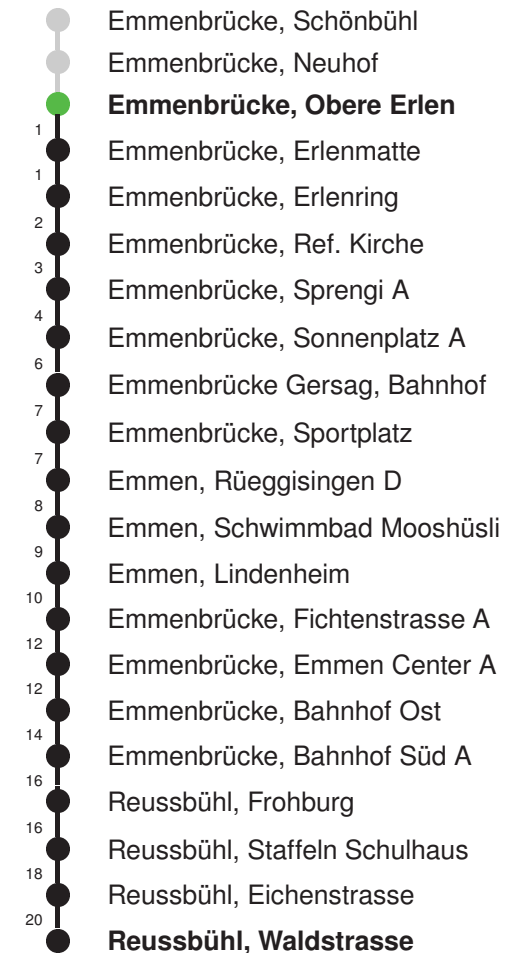 Emmenbrücke, Schönbühl
Emmenbrücke, Neuhof
Emmenbrücke, Obere Erlen
1 Emmenbrücke, Erlenmatte
1 Emmenbrücke, Erlenring
2 Emmenbrücke, Ref. Kirche
3 Emmenbrücke, Sprengi A
4 Emmenbrücke, Sonnenplatz A
6 Emmenbrücke Gersag, Bahnhof
7 Emmenbrücke, Sportplatz
7 Emmen, Rüeggisingen D
8 Emmen, Schwimmbad Mooshüsli
9 Emmen, Lindenheim
10 Emmenbrücke, Fichtenstrasse A
12 Emmenbrücke, Emmen Center A
12 Emmenbrücke, Bahnhof Ost
14 Emmenbrücke, Bahnhof Süd A
16 Reussbühl, Frohburg
16 Reussbühl, Staffeln Schulhaus
18 Reussbühl, Eichenstrasse
20 Reussbühl, Waldstrasse